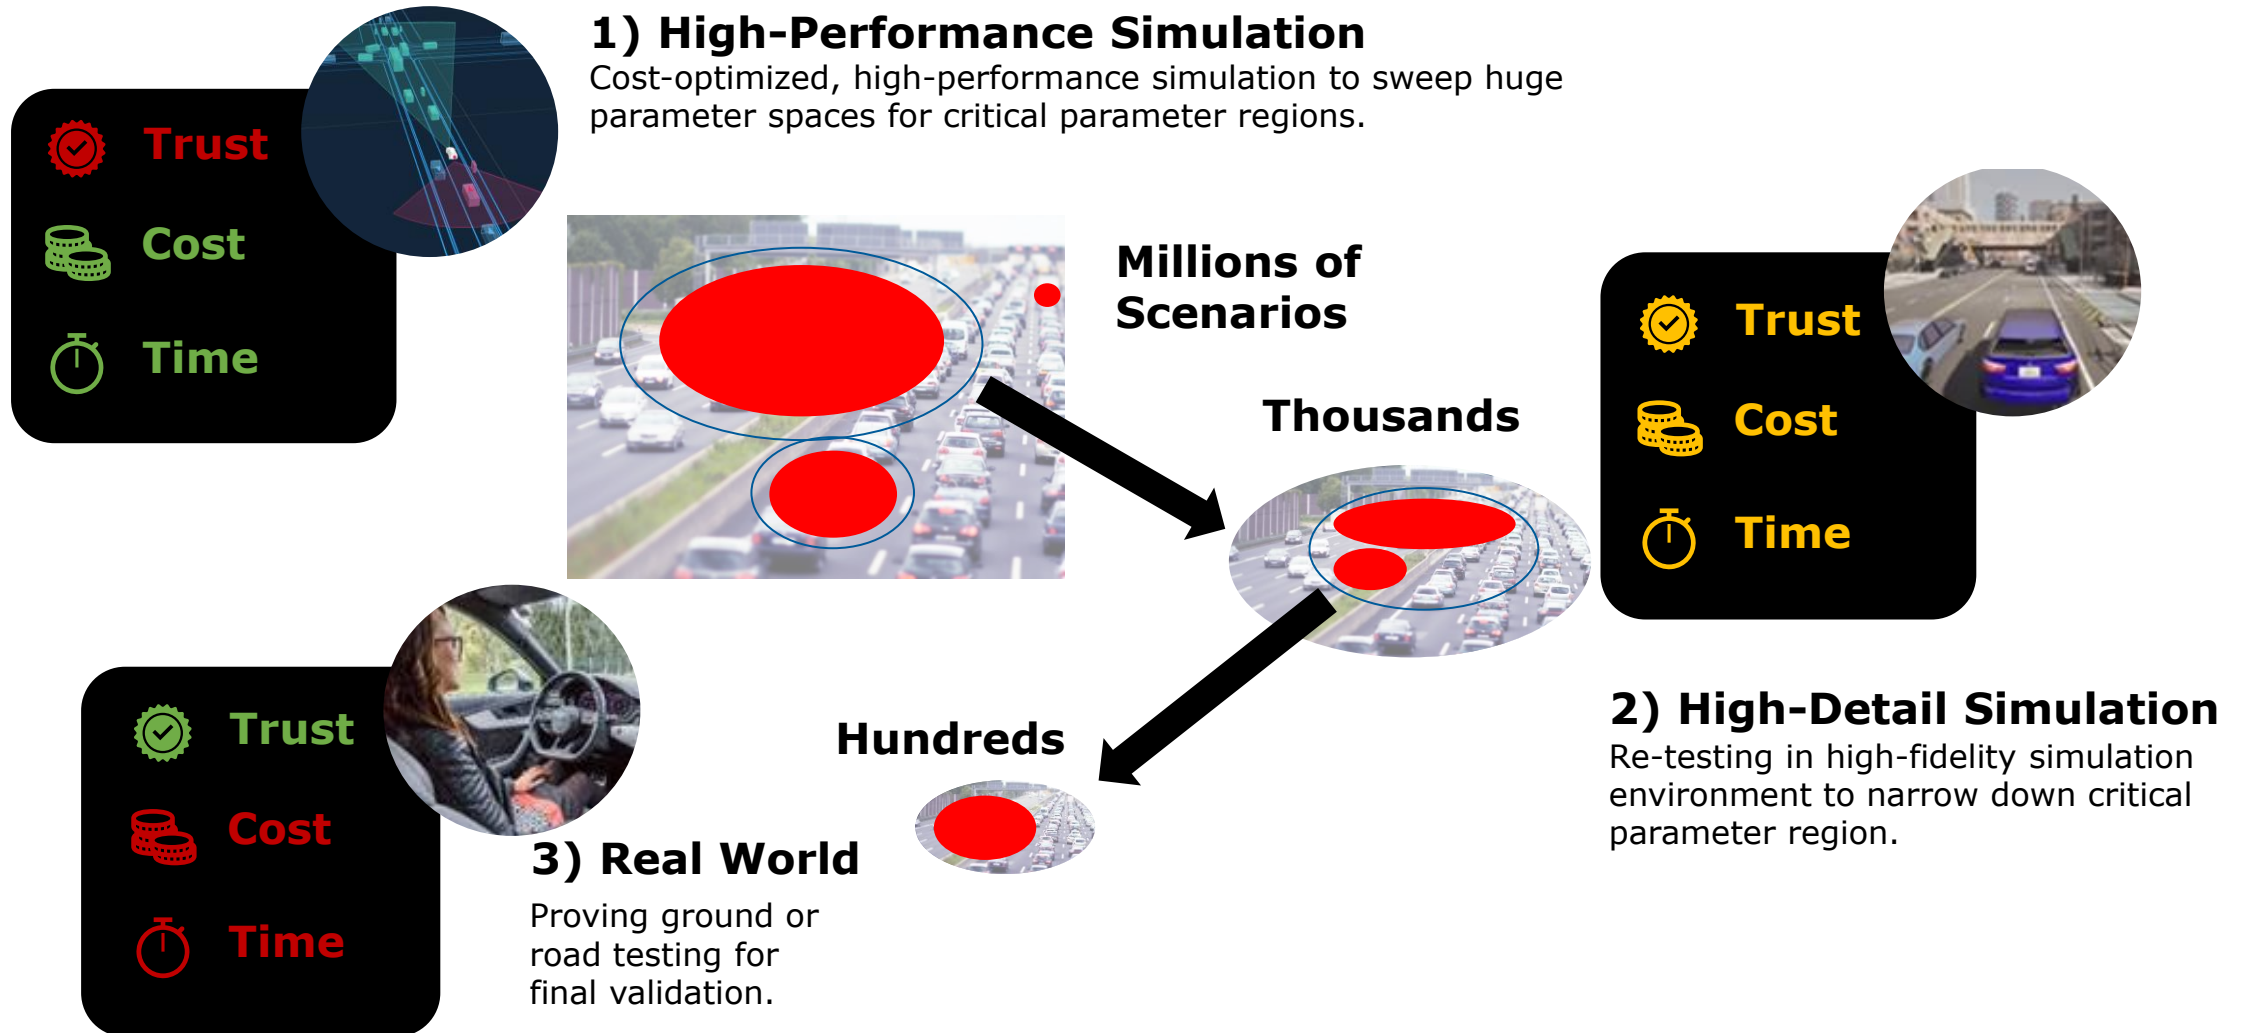 1) High-Performance Simulation
Cost-optimized, high-performance simulation to sweep huge
parameter spaces for critical parameter regions.
Trust
Cost
Time
Millions of
Scenarios
Thousands
Trust
Cost
Time
2) High-Detail Simulation
Re-testing in high-fidelity simulation
environment to narrow down critical
parameter region.
Hundreds
Trust
Cost
Time
3) Real World
Proving ground or
road testing for
final validation.